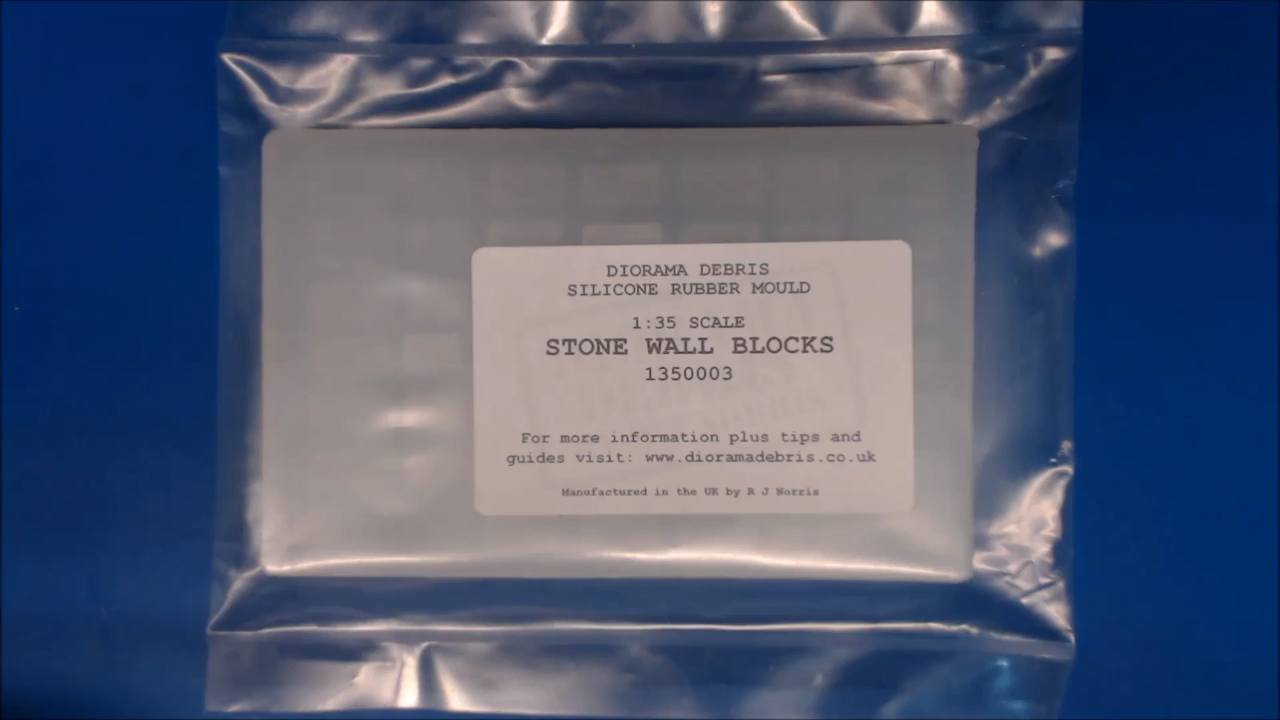 DIORAMA DEBRIS
SILICONE RUBBER MOULD
1:35 SCALE
STONE WALL BLOCKS
1350003
For more information plus tips and
guides visit: www.dioramadebris.co.uk
Manufactured in the UK by R J Norris